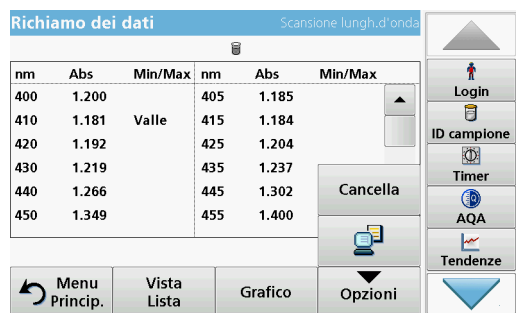 Richiamo dei dati
Scansione lungh.d'onda
nm Abs Min/Max nm Abs Min/Max
400 1.200 405 1.185
410 1.181 Valle 415 1.184
420 1.192 425 1.204
430 1.219 435 1.237
440 1.266 445 1.302
450 1.349 455 1.400
Cancella
Menu Princip.
Vista Lista
Grafico
Opzioni
Login
ID campione
Timer
AQA
Tendenze